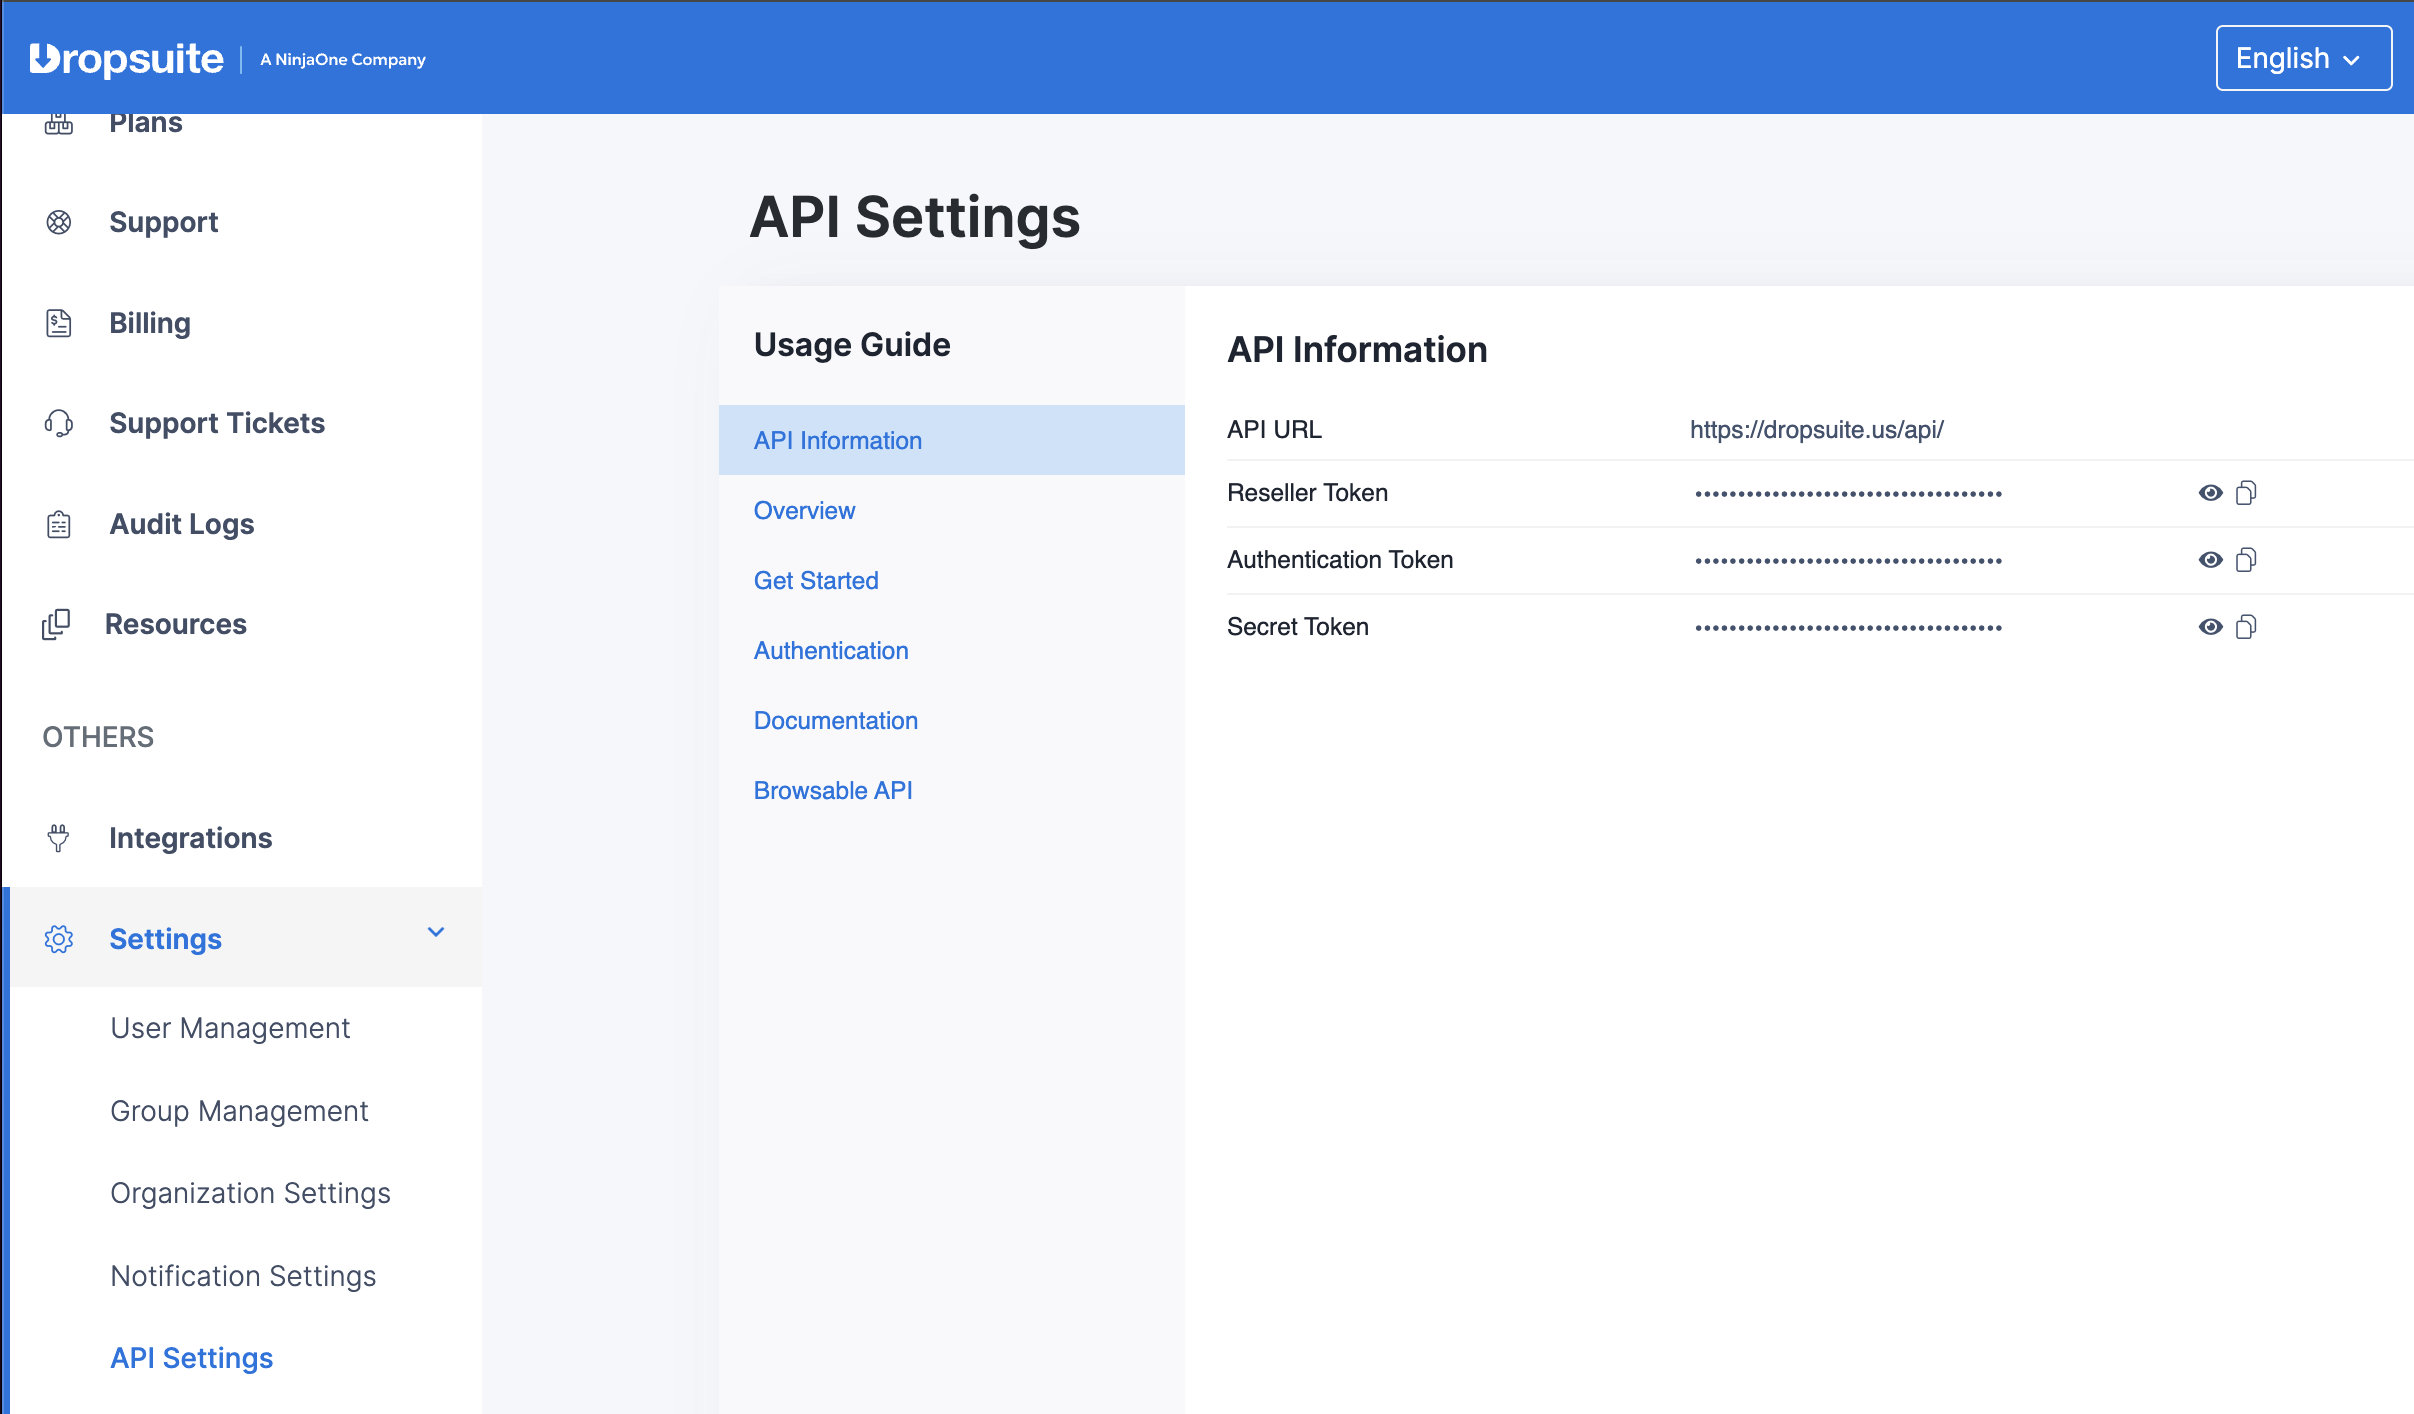 Dropsuite
A NinjaOne Company
English
Plans
Support
Billing
Support Tickets
Audit Logs
Resources
OTHERS
Integrations
Settings
User Management
Group Management
Organization Settings
Notification Settings
API Settings
API Settings
Usage Guide
API Information
Overview
Get Started
Authentication
Documentation
Browsable API
API Information
API URL https://dropsuite.us/api/
Reseller Token ••••••••••••••••••••••••••••••••••••
Authentication Token ••••••••••••••••••••••••••••••••••••
Secret Token ••••••••••••••••••••••••••••••••••••